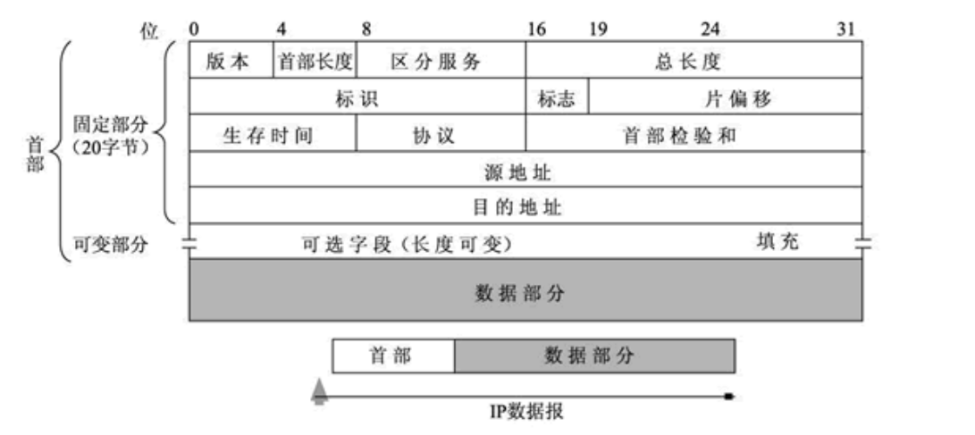 位 0 4 8 16 19 24 31
版本 首部长度 区分服务 总长度
标识 标志 片偏移
首部 固定部分（20字节） 生存时间 协议 首部检验和
源地址
目的地址
可变部分 可选字段（长度可变） 填充
数据部分
首部 数据部分
IP数据报